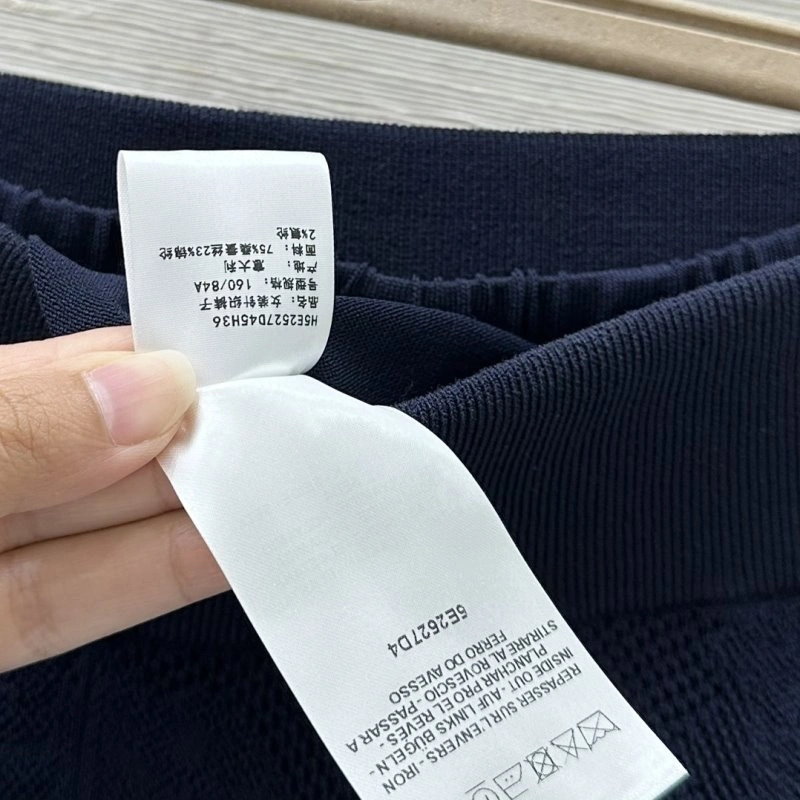 H5E2527D45H36
品名：女装针织裤子
号型规格：160/84A
产地：意大利
面料：75%桑蚕丝23%锦纶
2%氨纶
REPASSER SUR L'ENVERS - IRON
INSIDE OUT - AUF LINKS BÜGELN -
PLANCHAR PRO EL REVES -
STIRARE AL ROVESCIO - PASSAR A
FERRO DO AVESSO
5E2627D4